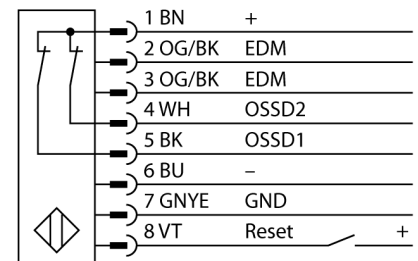 1 BN +
2 OG/BK EDM
3 OG/BK EDM
4 WH OSSD2
5 BK OSSD1
6 BU –
7 GNYE GND
8 VT Reset +